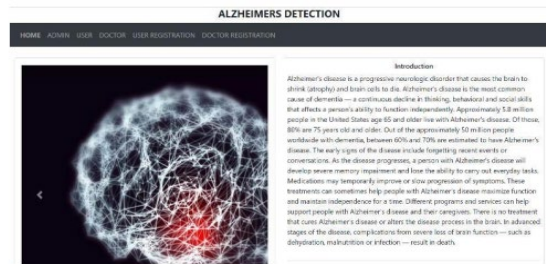 ALZHEIMERS DETECTION
HOME ADMIN USER DOCTOR USER REGISTRATION DOCTOR REGISTRATION
Introduction
Alzheimer's disease is a progressive neurologic disorder that causes the brain to
shrink (atrophy) and brain cells to die. Alzheimer's disease is the most common
cause of dementia — a continuous decline in thinking, behavioral and social skills
that affects a person's ability to function independently. Approximately 5.8 million
people in the United States age 65 and older live with Alzheimer's disease. Of those,
80% are 75 years old and older. Out of the approximately 50 million people
worldwide with dementia, between 60% and 70% are estimated to have Alzheimer's
disease. The early signs of the disease include forgetting recent events or
conversations. As the disease progresses, a person with Alzheimer's disease will
develop severe memory impairment and lose the ability to carry out everyday tasks.
Medications may temporarily improve or slow progression of symptoms. These
treatments can sometimes help people with Alzheimer's disease maximize function
and maintain independence for a time. Different programs and services can help
support people with Alzheimer's disease and their caregivers. There is no treatment
that cures Alzheimer's disease or alters the disease process in the brain. In advanced
stages of the disease, complications from severe loss of brain function — such as
dehydration, malnutrition or infection — result in death.